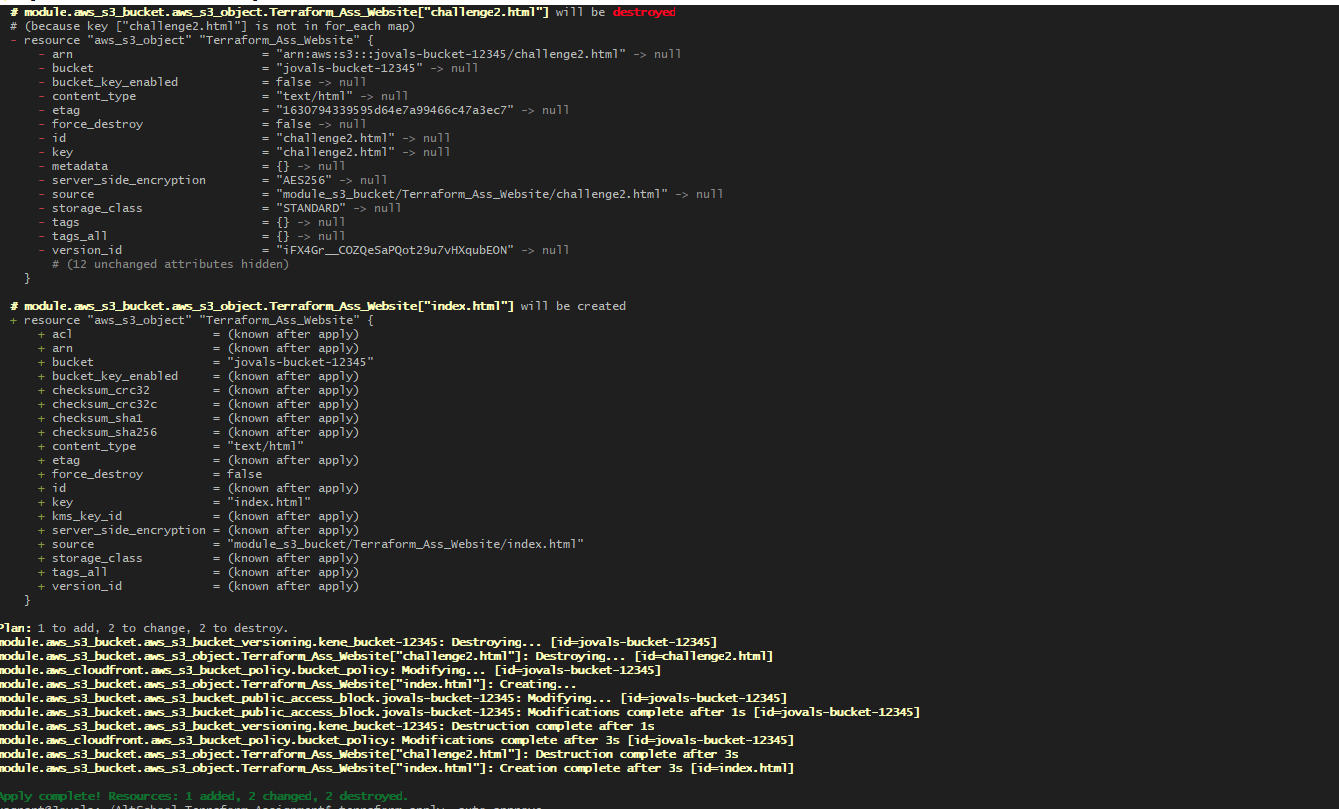 # module.aws_s3_bucket.aws_s3_object.Terraform_Ass_Website["challenge2.html"] will be destroyed
# (because key ["challenge2.html"] is not in for_each map)
- resource "aws_s3_object" "Terraform_Ass_Website" {
- arn = "arn:aws:s3:::jovals-bucket-12345/challenge2.html" -> null
- bucket = "jovals-bucket-12345" -> null
- bucket_key_enabled = false -> null
- content_type = "text/html" -> null
- etag = "1630794339595d64e7a99466c47a3ec7" -> null
- force_destroy = false -> null
- id = "challenge2.html" -> null
- key = "challenge2.html" -> null
- metadata = {} -> null
- server_side_encryption = "AES256" -> null
- source = "module_s3_bucket/Terraform_Ass_Website/challenge2.html" -> null
- storage_class = "STANDARD" -> null
- tags = {} -> null
- tags_all = {} -> null
- version_id = "iFX4Gr__COZQeSaPQot29u7vHXqubEON" -> null
# (12 unchanged attributes hidden)
}
# module.aws_s3_bucket.aws_s3_object.Terraform_Ass_Website["index.html"] will be created
+ resource "aws_s3_object" "Terraform_Ass_Website" {
+ acl = (known after apply)
+ arn = (known after apply)
+ bucket = "jovals-bucket-12345"
+ bucket_key_enabled = (known after apply)
+ checksum_crc32 = (known after apply)
+ checksum_crc32c = (known after apply)
+ checksum_sha1 = (known after apply)
+ checksum_sha256 = (known after apply)
+ content_type = "text/html"
+ etag = (known after apply)
+ force_destroy = false
+ id = (known after apply)
+ key = "index.html"
+ kms_key_id = (known after apply)
+ server_side_encryption = (known after apply)
+ source = "module_s3_bucket/Terraform_Ass_Website/index.html"
+ storage_class = (known after apply)
+ tags_all = (known after apply)
+ version_id = (known after apply)
}
Plan: 1 to add, 2 to change, 2 to destroy.
module.aws_s3_bucket.aws_s3_bucket_versioning.kene_bucket-12345: Destroying... [id=jovals-bucket-12345]
module.aws_s3_bucket.aws_s3_object.Terraform_Ass_Website["challenge2.html"]: Destroying... [id=challenge2.html]
module.aws_cloudfront.aws_s3_bucket_policy.bucket_policy: Modifying... [id=jovals-bucket-12345]
module.aws_s3_bucket.aws_s3_object.Terraform_Ass_Website["index.html"]: Creating...
module.aws_s3_bucket.aws_s3_bucket_public_access_block.jovals-bucket-12345: Modifying... [id=jovals-bucket-12345]
module.aws_s3_bucket.aws_s3_bucket_public_access_block.jovals-bucket-12345: Modifications complete after 1s [id=jovals-bucket-12345]
module.aws_s3_bucket.aws_s3_bucket_versioning.kene_bucket-12345: Destruction complete after 1s
module.aws_cloudfront.aws_s3_bucket_policy.bucket_policy: Modifications complete after 3s [id=jovals-bucket-12345]
module.aws_s3_bucket.aws_s3_object.Terraform_Ass_Website["challenge2.html"]: Destruction complete after 3s
module.aws_s3_bucket.aws_s3_object.Terraform_Ass_Website["index.html"]: Creation complete after 3s [id=index.html]
Apply complete! Resources: 1 added, 2 changed, 2 destroyed.